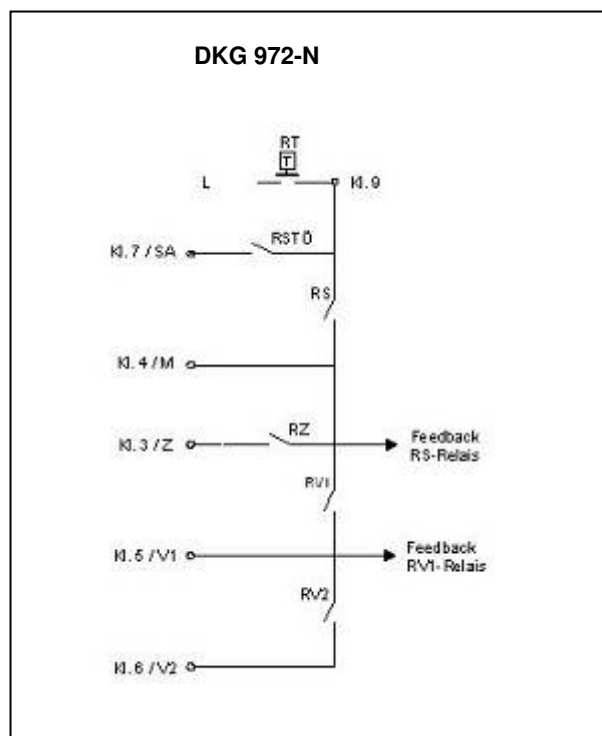 DKG 972-N
RT
T
L
Kl.9
RSTÖ
Kl.7 / SA
RS
Kl.4 / M
RZ
Kl.3 / Z
Feedback
RS-Relais
RV1
Kl.5 / V1
Feedback
RV1-Relais
RV2
Kl.6 / V2